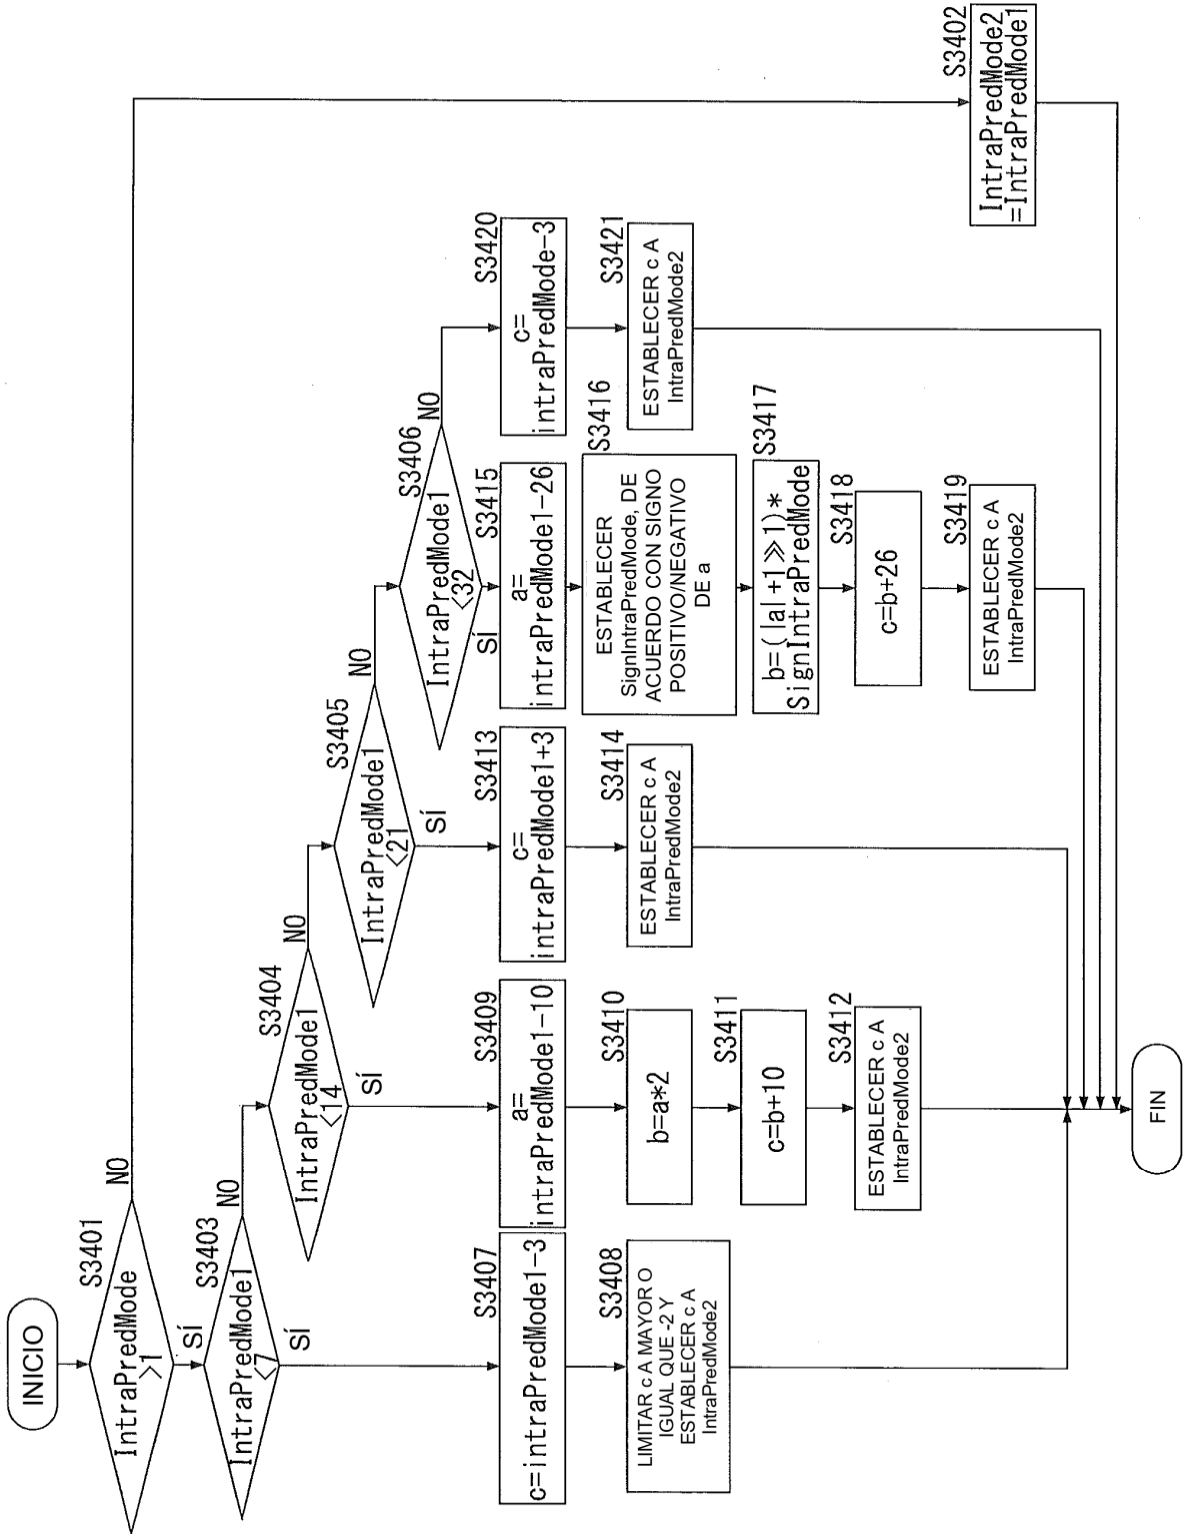 INICIO
S3401
IntraPredMode
>1
NO
SÍ
S3402
IntraPredMode2
=IntraPredMode1
S3403
IntraPredMode1
<7
NO
SÍ
S3404
IntraPredMode1
<14
NO
SÍ
S3405
IntraPredMode1
<21
NO
SÍ
S3406
IntraPredMode1
<32
NO
SÍ
S3407
c=intraPredMode1-3
S3408
LIMITAR c A MAYOR O
IGUAL QUE -2 Y
ESTABLECER c A
IntraPredMode2
S3409
a=
intraPredMode1-10
S3410
b=a*2
S3411
c=b+10
S3412
ESTABLECER c A
IntraPredMode2
S3413
c=
intraPredMode1+3
S3414
ESTABLECER c A
IntraPredMode2
S3415
a=
intraPredMode1-26
S3416
ESTABLECER
SignIntraPredMode, DE
ACUERDO CON SIGNO
POSITIVO/NEGATIVO
DE a
S3417
b=(|a|+1≫1)*
SignIntraPredMode
S3418
c=b+26
S3419
ESTABLECER c A
IntraPredMode2
S3420
c=
intraPredMode-3
S3421
ESTABLECER c A
IntraPredMode2
FIN